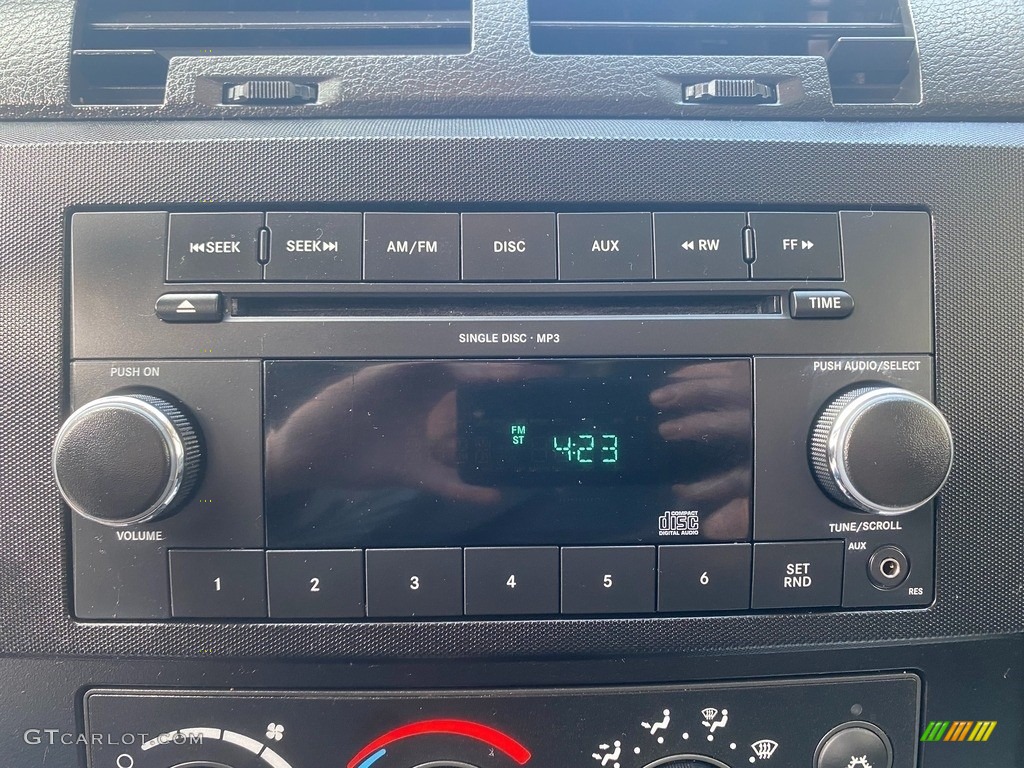 ⏮SEEK SEEK⏭ AM/FM DISC AUX ◀◀ RW FF ▶▶
TIME
SINGLE DISC · MP3
PUSH ON
PUSH AUDIO/SELECT
FM
ST
4:23
COMPACT
disc
DIGITAL AUDIO
VOLUME
TUNE/SCROLL
AUX
1 2 3 4 5 6 SET
RND
RES
GTCarlot.com